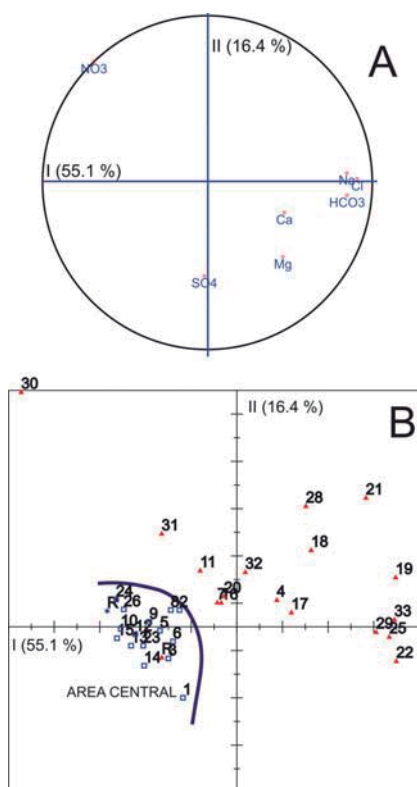 II (16.4 %)
A
NO3
I (55.1 %)
Na
Cl
HCO3
Ca
Mg
SO4
B
30
II (16.4 %)
21
28
31
18
11
32
19
24
20
R
26
7
16
4
82
9
17
33
10
12
5
29
15
13
23
6
25
I (55.1 %)
R
3
14
22
AREA CENTRAL
1